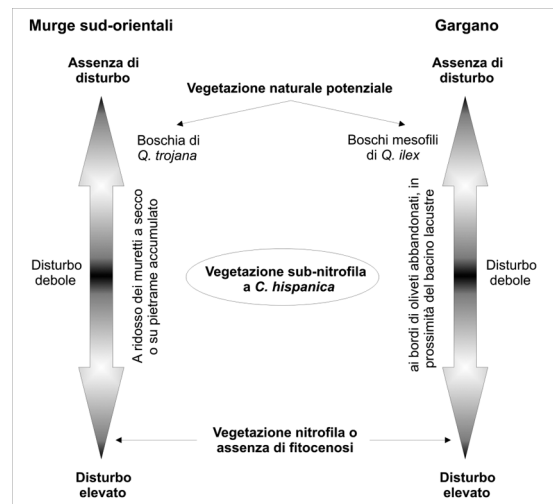 Murge sud-orientali
Gargano
Assenza di
disturbo
Assenza di
disturbo
Vegetazione naturale potenziale
Boschia di
Q. trojana
Boschi mesofili
di Q. ilex
A ridosso dei muretti a secco
o su pietrame accumulato
ai bordi di oliveti abbandonati, in
prossimità del bacino lacustre
Disturbo
debole
Vegetazione sub-nitrofila
a C. hispanica
Disturbo
debole
Vegetazione nitrofila o
assenza di fitocenosi
Disturbo
elevato
Disturbo
elevato